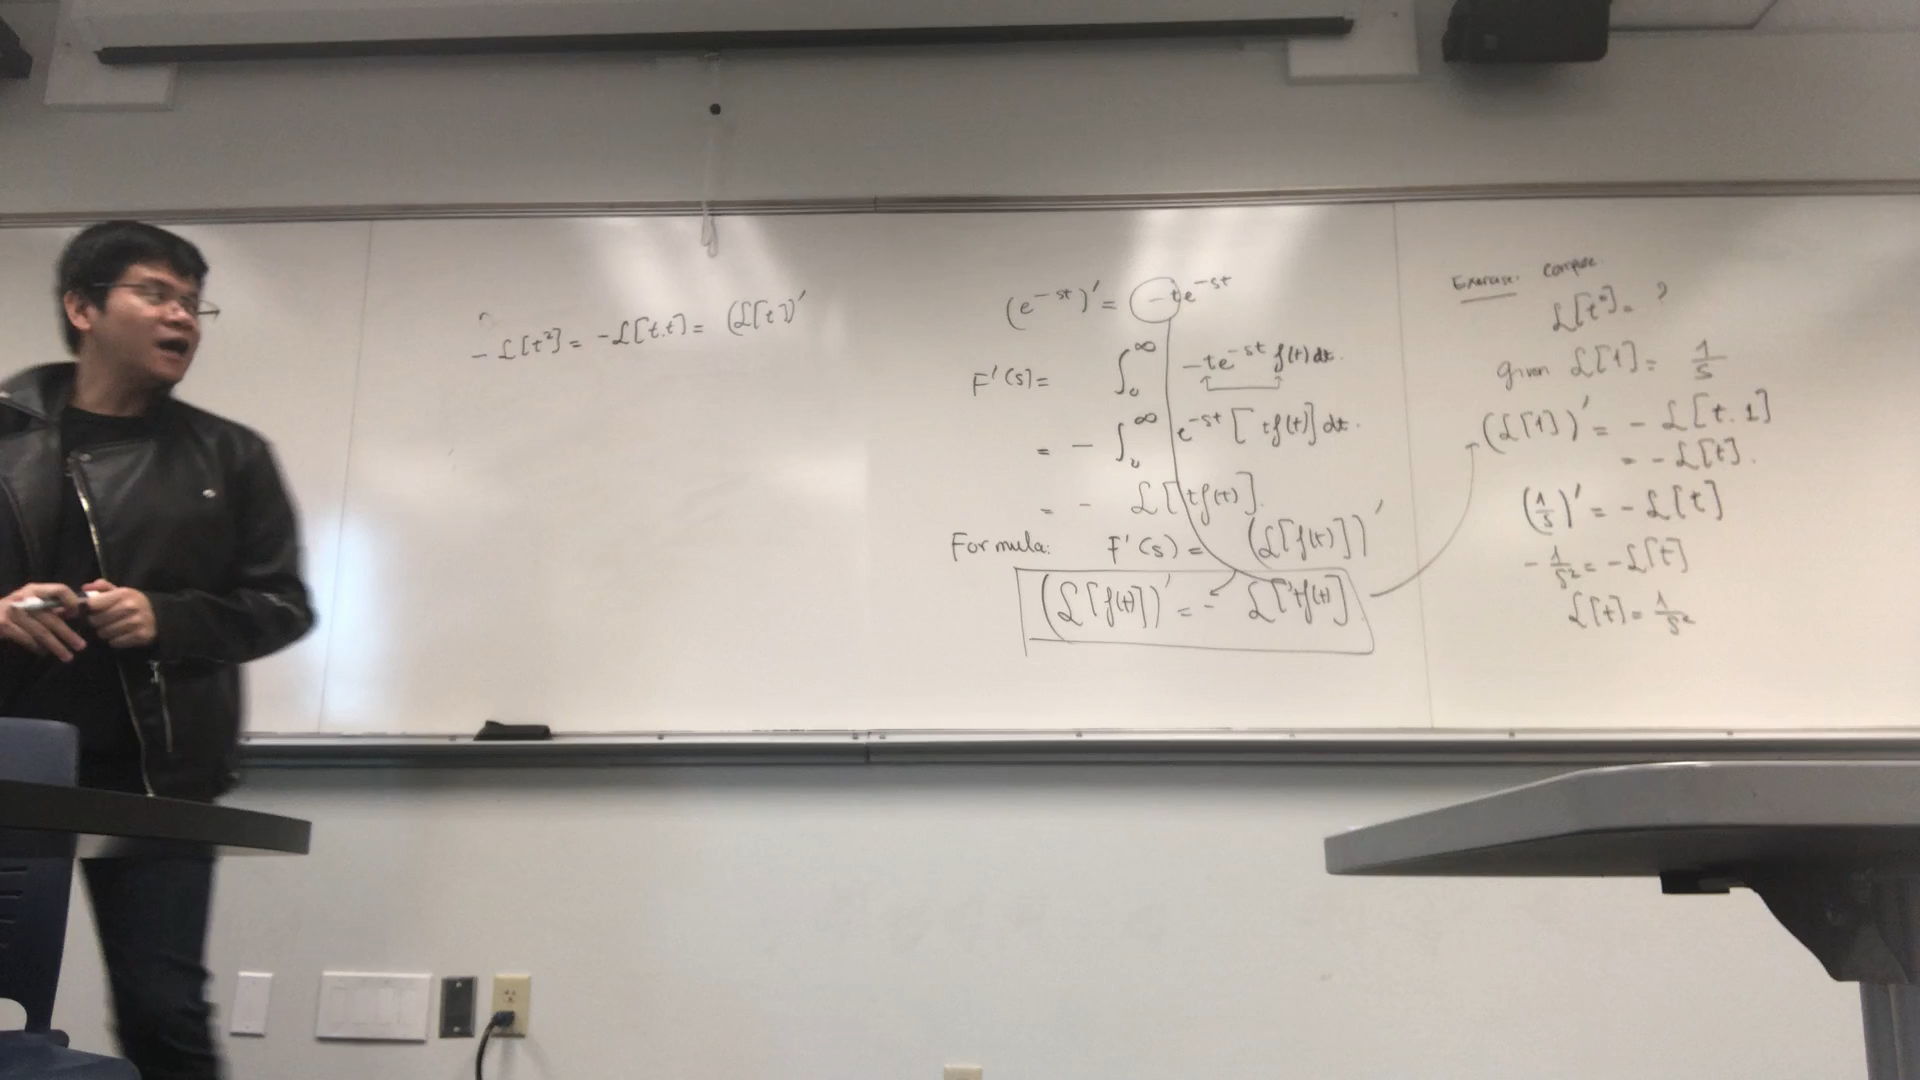 - £[t²] = -£[t.t] = (£[t])'
(e^{-st})' = -te^{-st}
F'(s) = ∫₀^∞ -te^{-st} f(t) dt.
= - ∫₀^∞ e^{-st} [tf(t)] dt.
= - £[tf(t)].
Formula: F'(s) = (£[f(t)])'
(£[f(t)])' = - £[tf(t)]
Exercise: Compute.
£[tⁿ] = ?
given £[1] = 1/s
(£[1])' = - £[t.1]
= - £[t].
(1/s)' = - £[t]
- 1/s² = - £[t]
£[t] = 1/s²